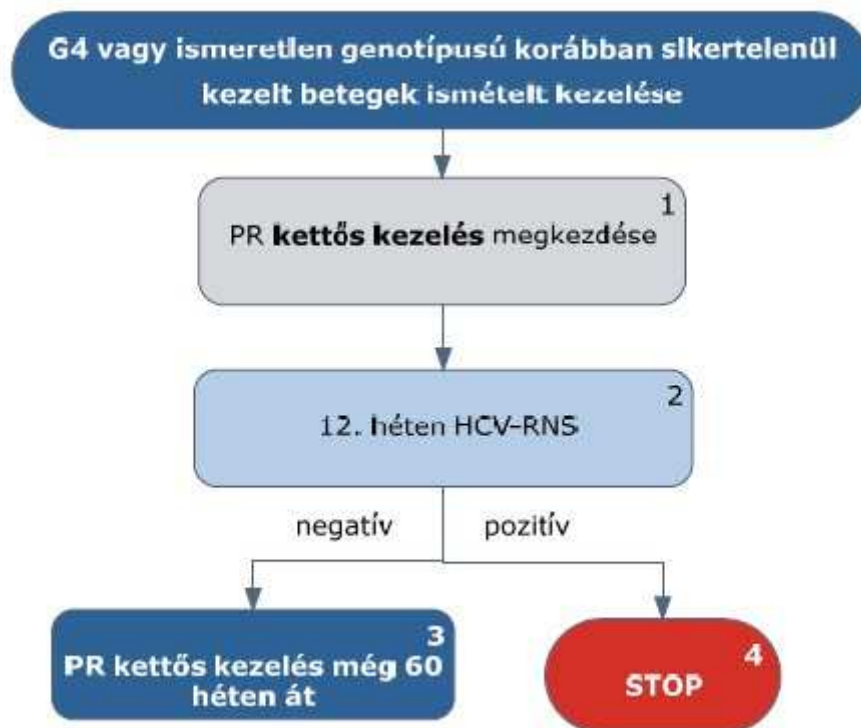 G4 vagy ismeretlen genotípusú korábban sikertelenül
kezelt betegek ismételt kezelése
1
PR kettős kezelés megkezdése
2
12. héten HCV-RNS
negatív
pozitív
3
PR kettős kezelés még 60
héten át
4
STOP